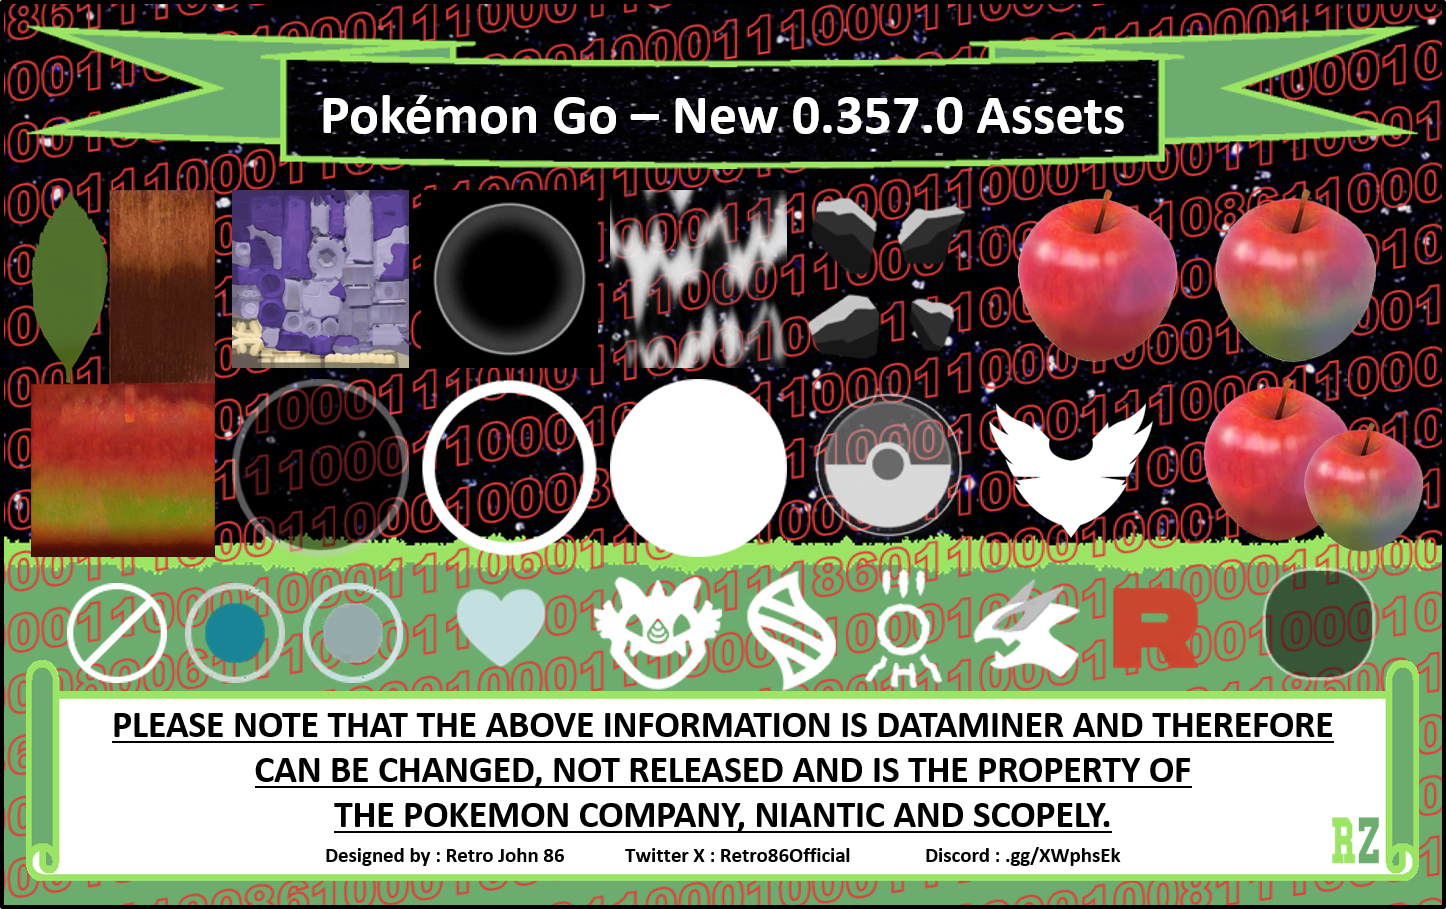 Pokémon Go – New 0.357.0 Assets
R
PLEASE NOTE THAT THE ABOVE INFORMATION IS DATAMINER AND THEREFORE
CAN BE CHANGED, NOT RELEASED AND IS THE PROPERTY OF
THE POKEMON COMPANY, NIANTIC AND SCOPELY.
Designed by : Retro John 86 Twitter X : Retro86Official Discord : .gg/XWphsEk
RZ